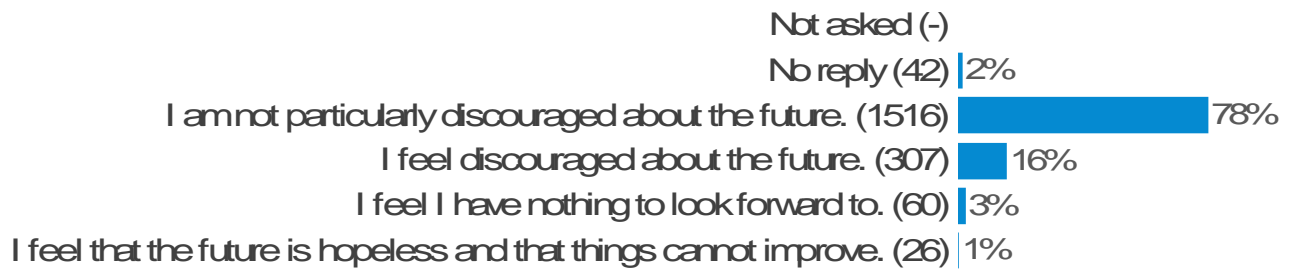 Not asked (-)
No reply (42) 2%
I am not particularly discouraged about the future. (1516) 78%
I feel discouraged about the future. (307) 16%
I feel I have nothing to look forward to. (60) 3%
I feel that the future is hopeless and that things cannot improve. (26) 1%